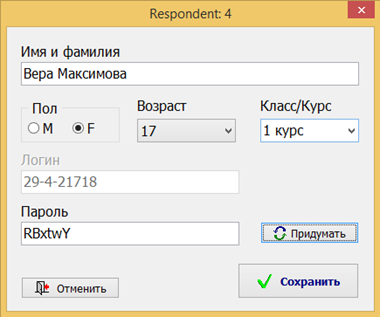 Respondent: 4
Имя и фамилия
Вера Максимова
Пол Возраст Класс/Курс
M F 17 1 курс
Логин
29-4-21718
Пароль
RBxtwY Придумать
Отменить Сохранить